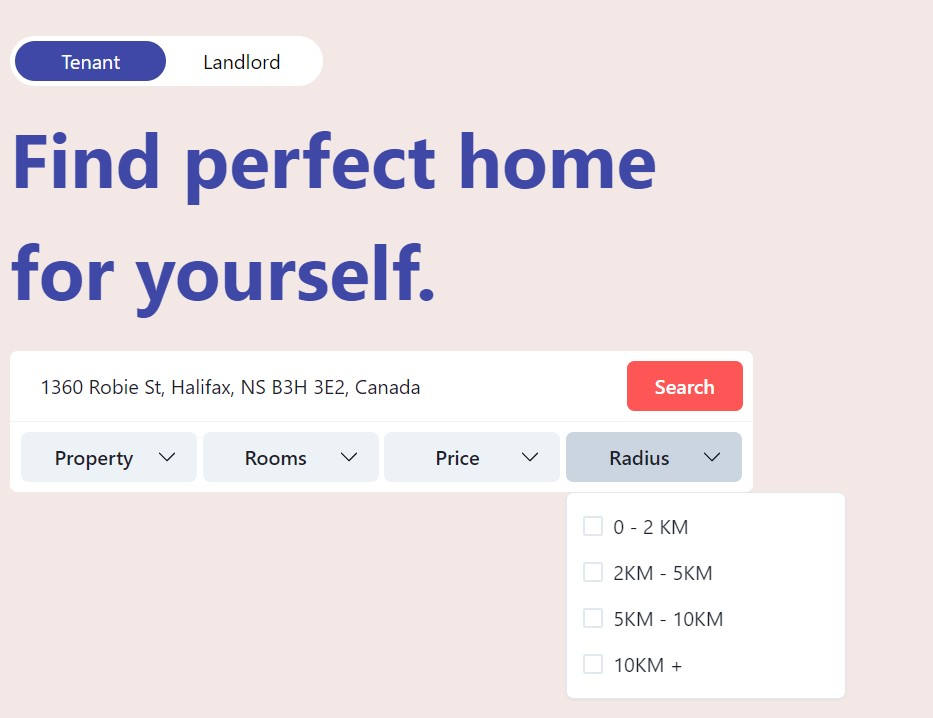 Tenant Landlord
Find perfect home
for yourself.
1360 Robie St, Halifax, NS B3H 3E2, Canada Search
Property Rooms Price Radius
0 - 2 KM
2KM - 5KM
5KM - 10KM
10KM +